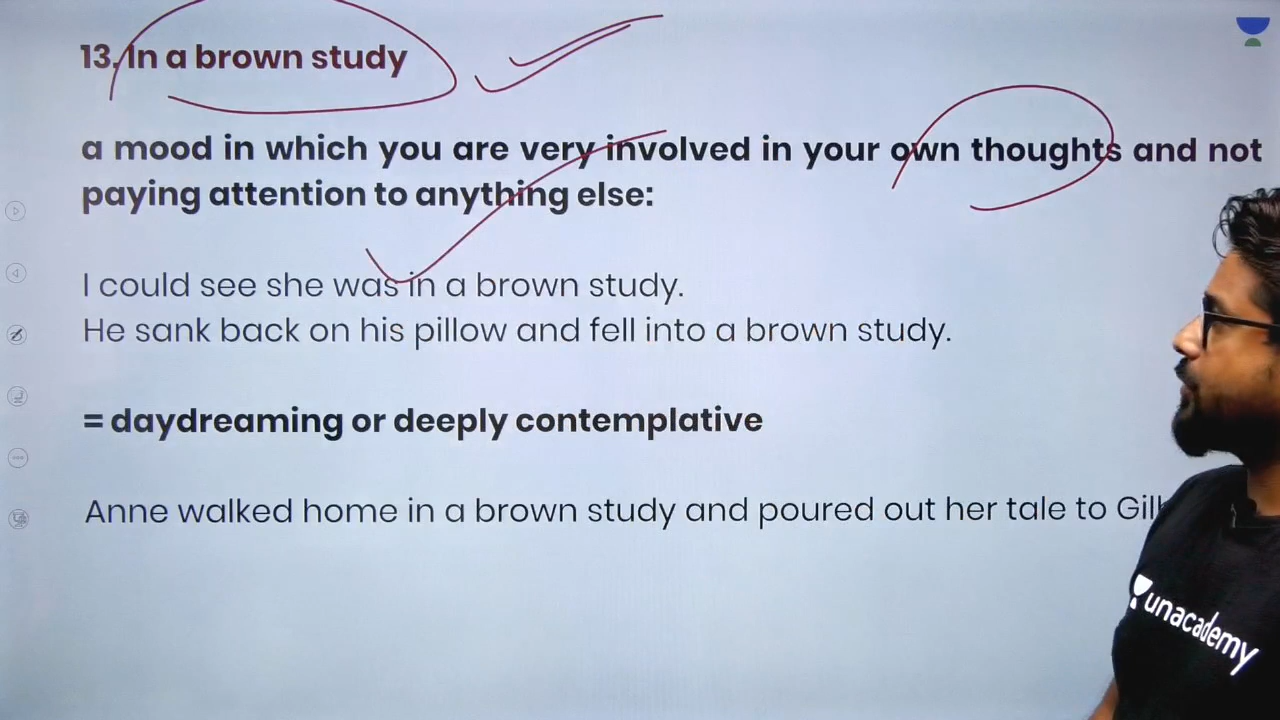 13. In a brown study
a mood in which you are very involved in your own thoughts and not
paying attention to anything else:
I could see she was in a brown study.
He sank back on his pillow and fell into a brown study.
= daydreaming or deeply contemplative
Anne walked home in a brown study and poured out her tale to
unacademy